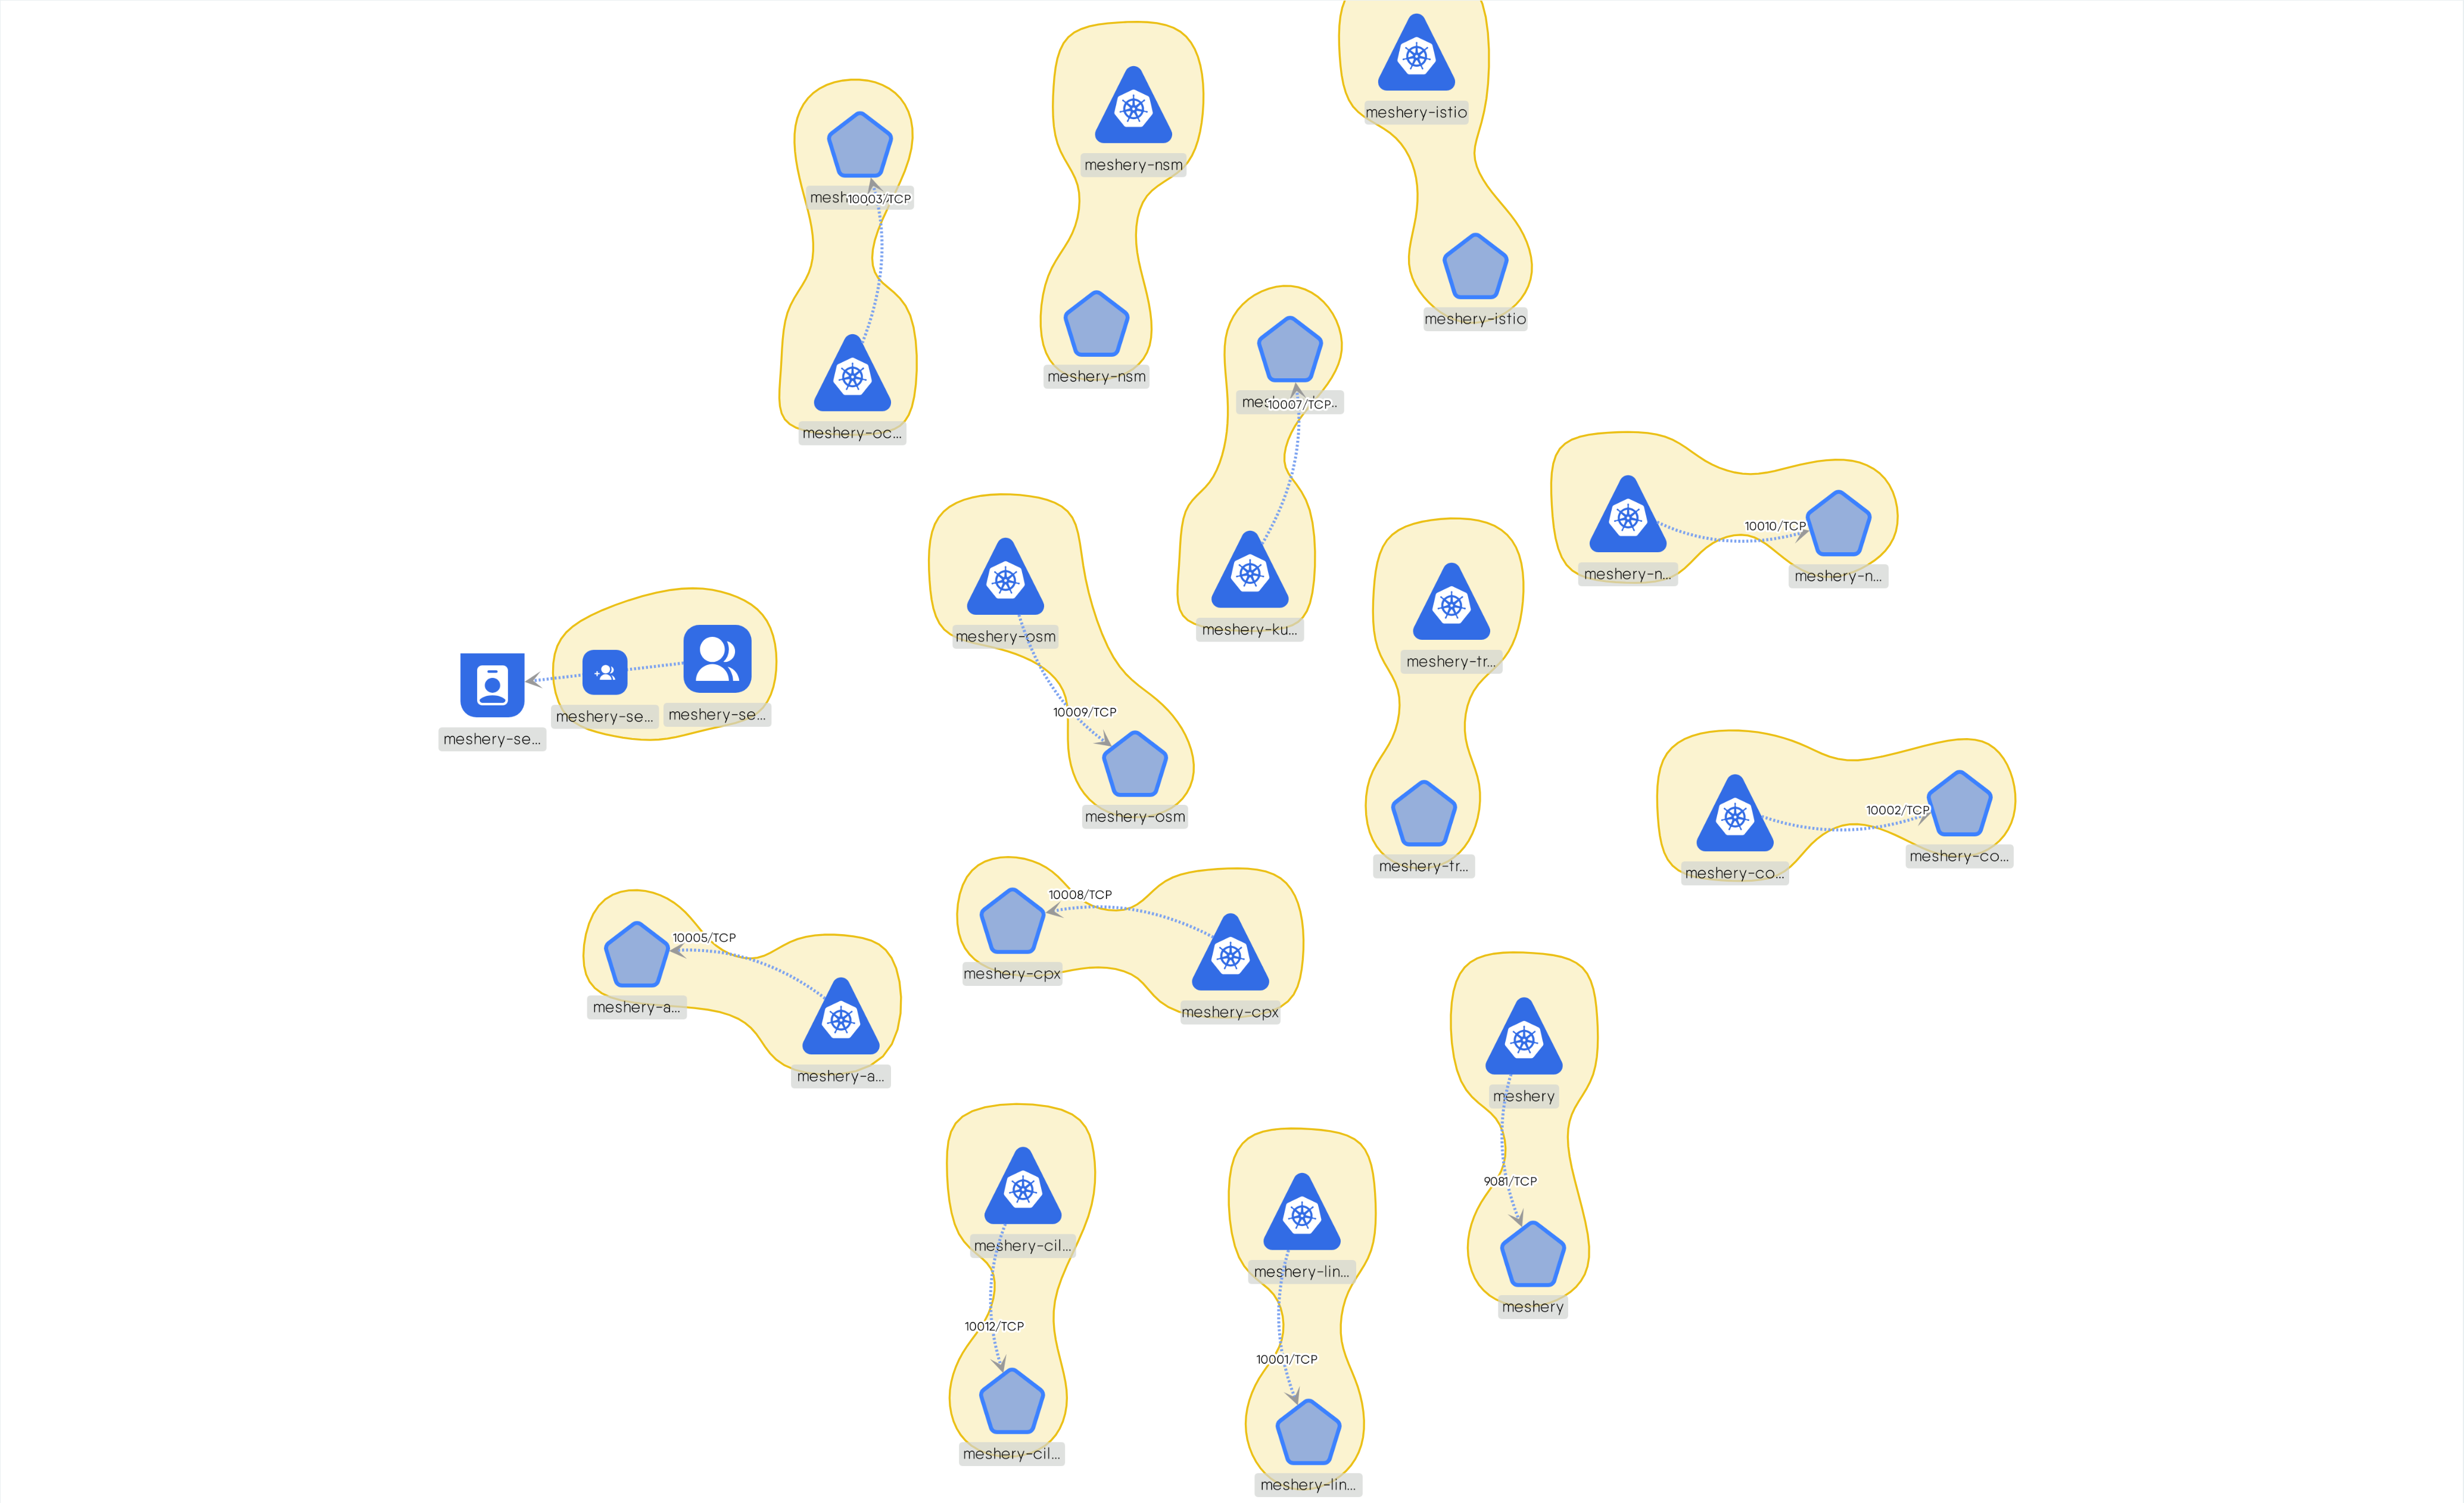 meshery-istio
meshery-nsm
10003/TCP
meshery-istio
meshery-nsm
10007/TCP
meshery-oc...
10010/TCP
meshery-n...
meshery-n...
meshery-ku...
meshery-osm
meshery-tr...
10009/TCP
meshery-se...
meshery-se...
meshery-se...
10002/TCP
meshery-osm
meshery-co...
meshery-tr...
meshery-co...
10008/TCP
10005/TCP
meshery-cpx
meshery-a...
meshery-cpx
meshery-a...
meshery
9081/TCP
meshery-cil...
meshery-lin...
meshery
10012/TCP
10001/TCP
meshery-cil...
meshery-lin...